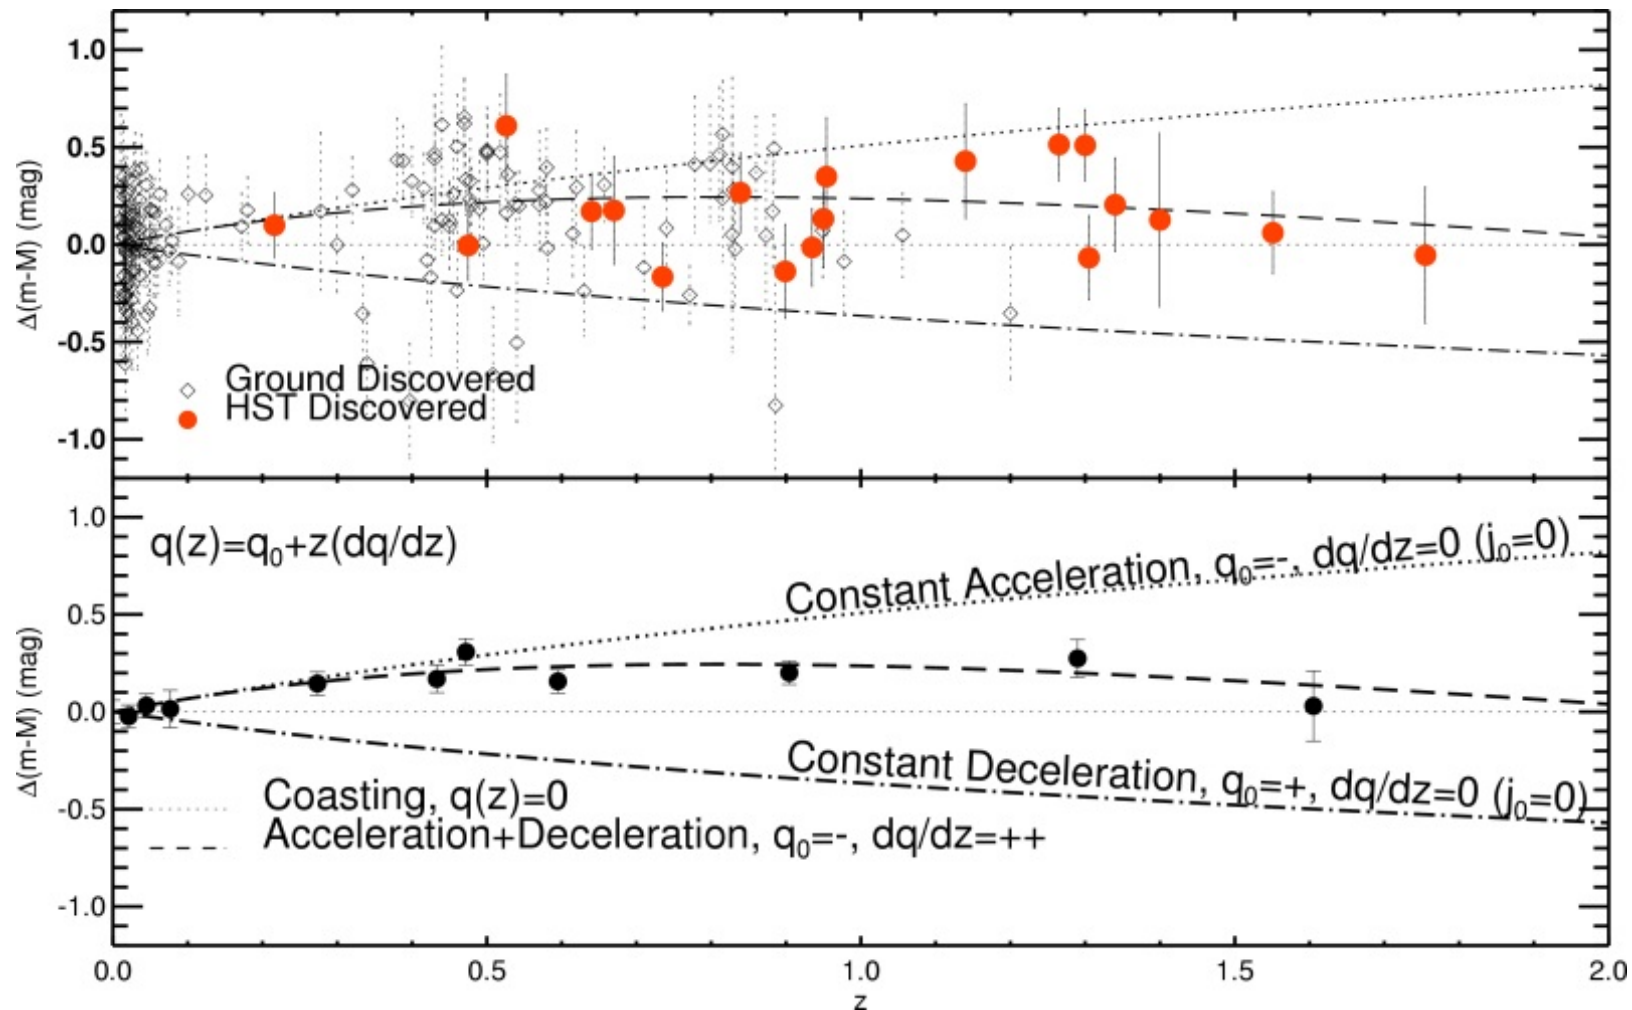 1.0
0.5
0.0
-0.5
-1.0
Δ(m-M) (mag)
Ground Discovered
HST Discovered
1.0
0.5
0.0
-0.5
-1.0
Δ(m-M) (mag)
q(z)=q₀+z(dq/dz)
Constant Acceleration, q₀=-, dq/dz=0 (j₀=0)
Constant Deceleration, q₀=+, dq/dz=0 (j₀=0)
Coasting, q(z)=0
Acceleration+Deceleration, q₀=-, dq/dz=++
0.0 0.5 1.0 1.5 2.0
z